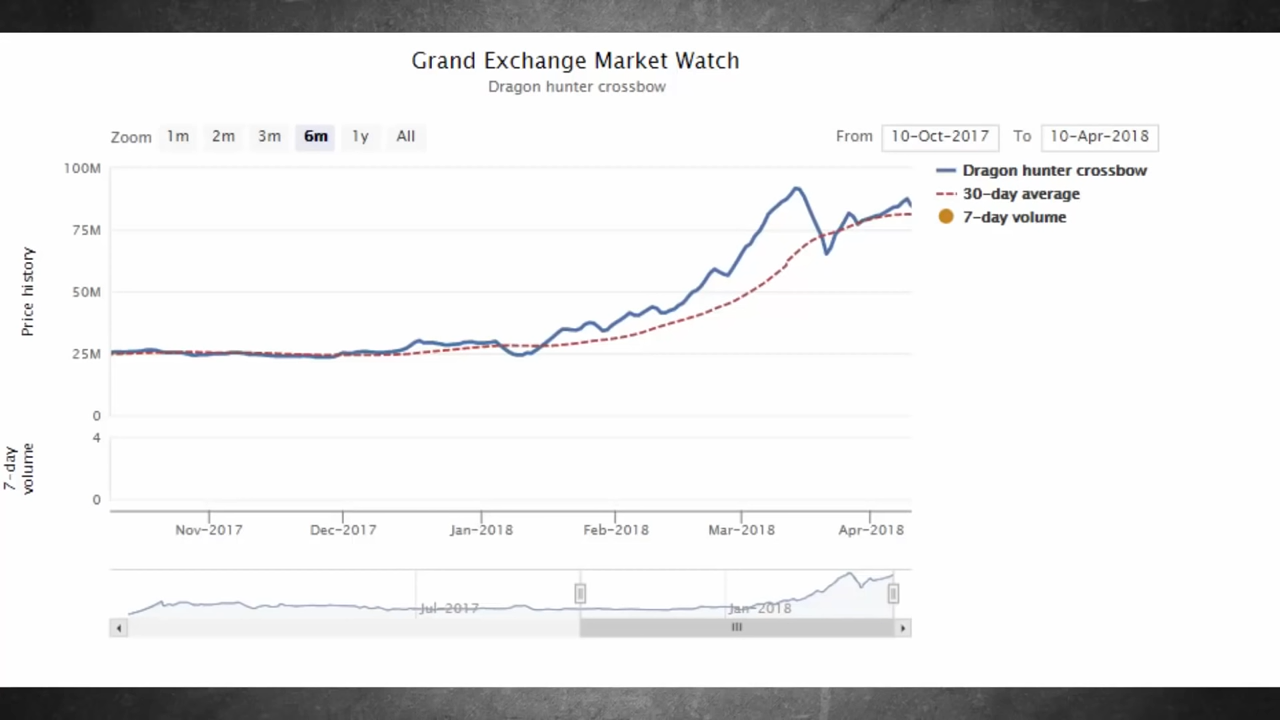 Grand Exchange Market Watch
Dragon hunter crossbow
Zoom 1m 2m 3m 6m 1y All
From 10-Oct-2017 To 10-Apr-2018
Dragon hunter crossbow
30-day average
7-day volume
Price history
100M
75M
50M
25M
0
7-day
volume
4
0
Nov-2017 Dec-2017 Jan-2018 Feb-2018 Mar-2018 Apr-2018
Jul-2017 Jan-2018